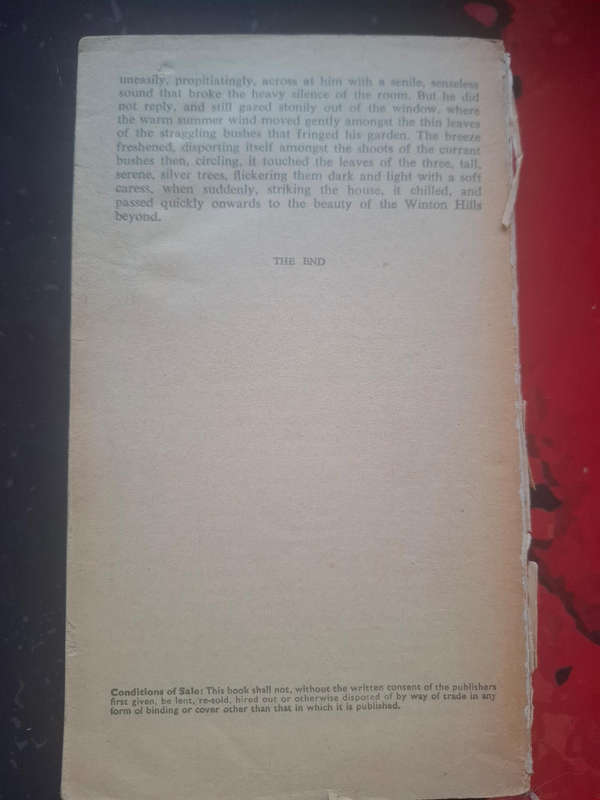 uneasily, propitiatingly, across at him with a senile, senseless
sound that broke the heavy silence of the room. But he did
not reply, and still gazed stonily out of the window, where
the warm summer wind moved gently amongst the thin leaves
of the straggling bushes that fringed his garden. The breeze
freshened, disporting itself amongst the shoots of the currant
bushes then, circling, it touched the leaves of the three, tall,
serene, silver trees, flickering them dark and light with a soft
caress, when suddenly, striking the house, it chilled, and
passed quickly onwards to the beauty of the Winton Hills
beyond.
THE END
Conditions of Sale: This book shall not, without the written consent of the publishers
first given, be lent, re-sold, hired out or otherwise disposed of by way of trade in any
form of binding or cover other than that in which it is published.